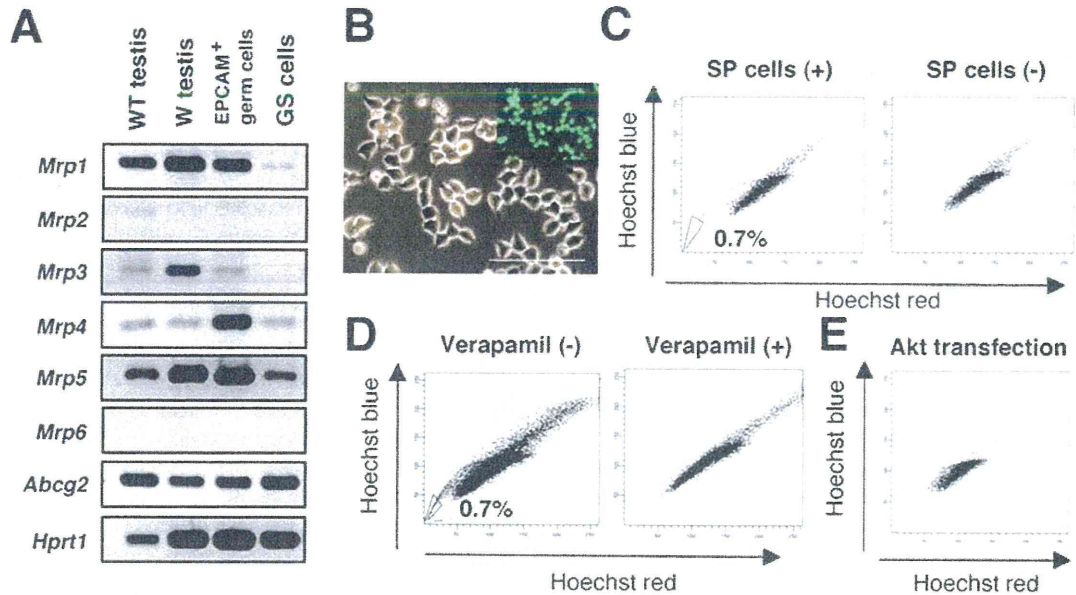 A
WT testis
W testis
EPCAM⁺
germ cells
GS cells
Mrp1
Mrp2
Mrp3
Mrp4
Mrp5
Mrp6
Abcg2
Hprt1
B
C
SP cells (+)
SP cells (-)
Hoechst blue
0.7%
Hoechst red
D
Verapamil (-)
Verapamil (+)
Hoechst blue
0.7%
Hoechst red
E
Akt transfection
Hoechst blue
Hoechst red